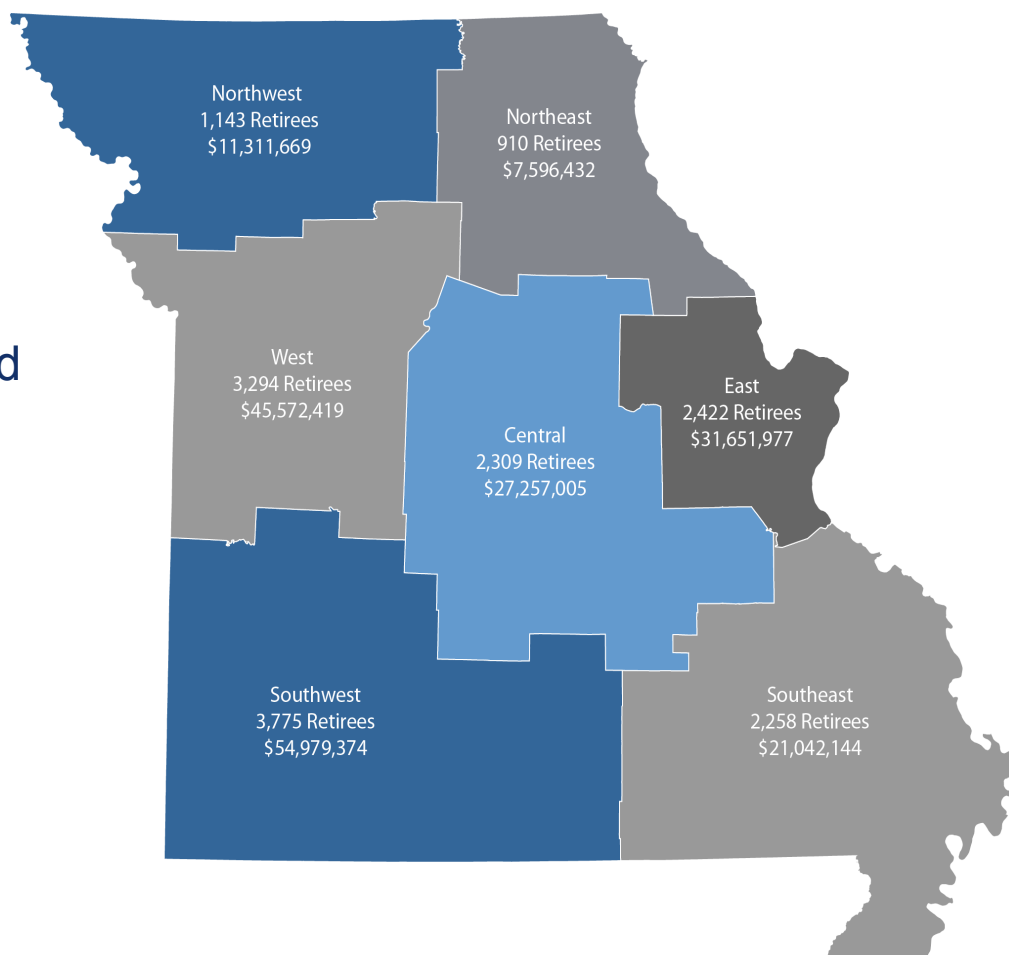 Northwest
1,143 Retirees
$11,311,669
Northeast
910 Retirees
$7,596,432
d
West
3,294 Retirees
$45,572,419
East
2,422 Retirees
$31,651,977
Central
2,309 Retirees
$27,257,005
Southwest
3,775 Retirees
$54,979,374
Southeast
2,258 Retirees
$21,042,144